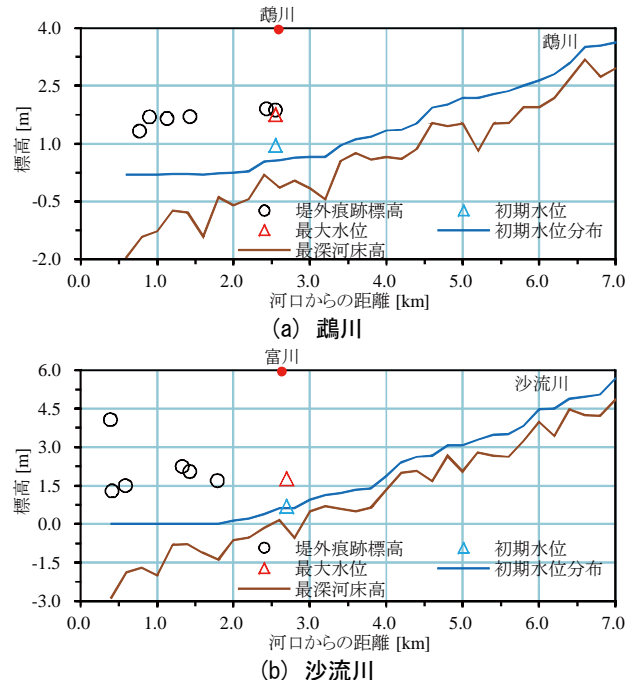 鵡川
4.0
鵡川
2.5
標高 [m]
1.0
-0.5
堤外痕跡標高 初期水位
最大水位 初期水位分布
最深河床高
-2.0
0.0 1.0 2.0 3.0 4.0 5.0 6.0 7.0
河口からの距離 [km]
(a) 鵡川
富川
6.0
沙流川
4.5
3.0
標高 [m]
1.5
0.0
堤外痕跡標高 初期水位
-1.5
最大水位 初期水位分布
最深河床高
-3.0
0.0 1.0 2.0 3.0 4.0 5.0 6.0 7.0
河口からの距離 [km]
(b) 沙流川